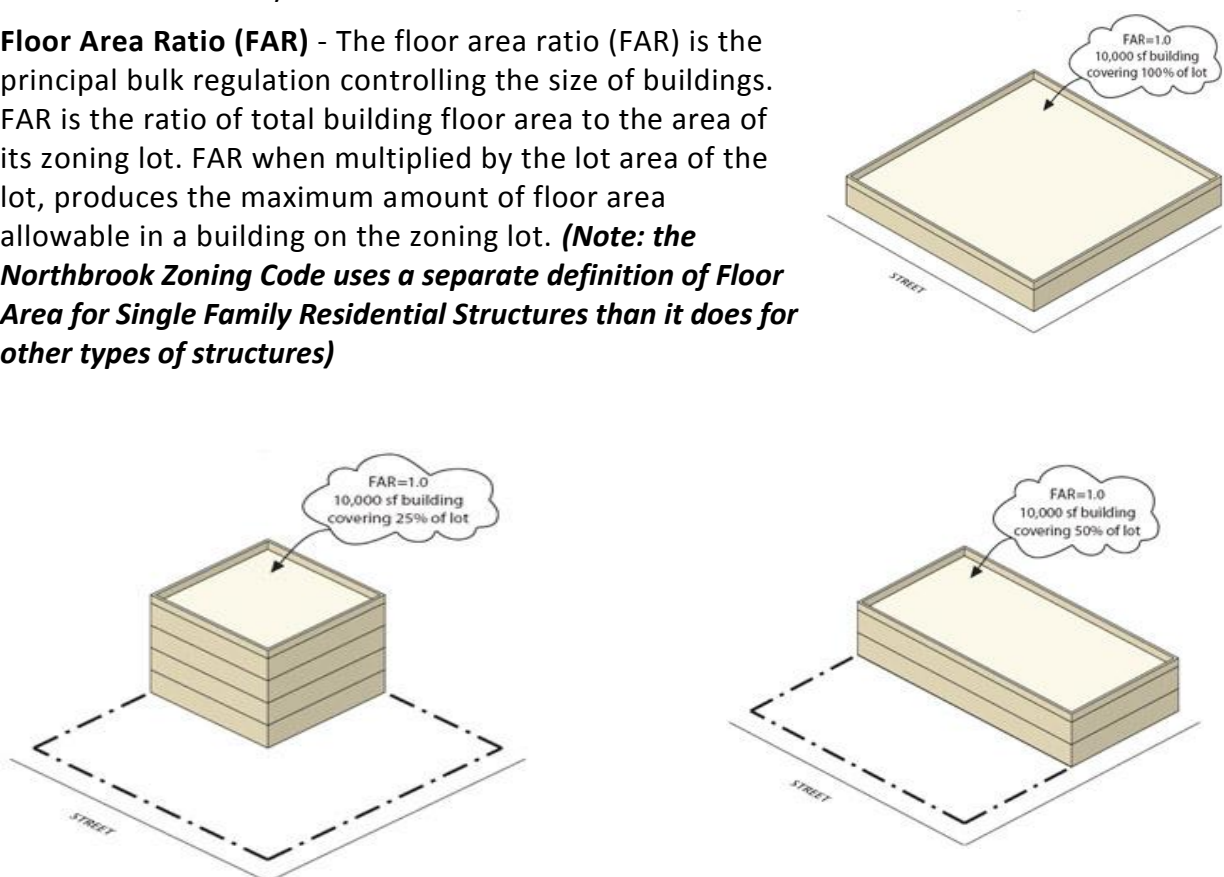 Floor Area Ratio (FAR) - The floor area ratio (FAR) is the
principal bulk regulation controlling the size of buildings.
FAR is the ratio of total building floor area to the area of
its zoning lot. FAR when multiplied by the lot area of the
lot, produces the maximum amount of floor area
allowable in a building on the zoning lot. (Note: the
Northbrook Zoning Code uses a separate definition of Floor
Area for Single Family Residential Structures than it does for
other types of structures)
FAR=1.0
10,000 sf building
covering 100% of lot
STREET
FAR=1.0
10,000 sf building
covering 25% of lot
STREET
FAR=1.0
10,000 sf building
covering 50% of lot
STREET